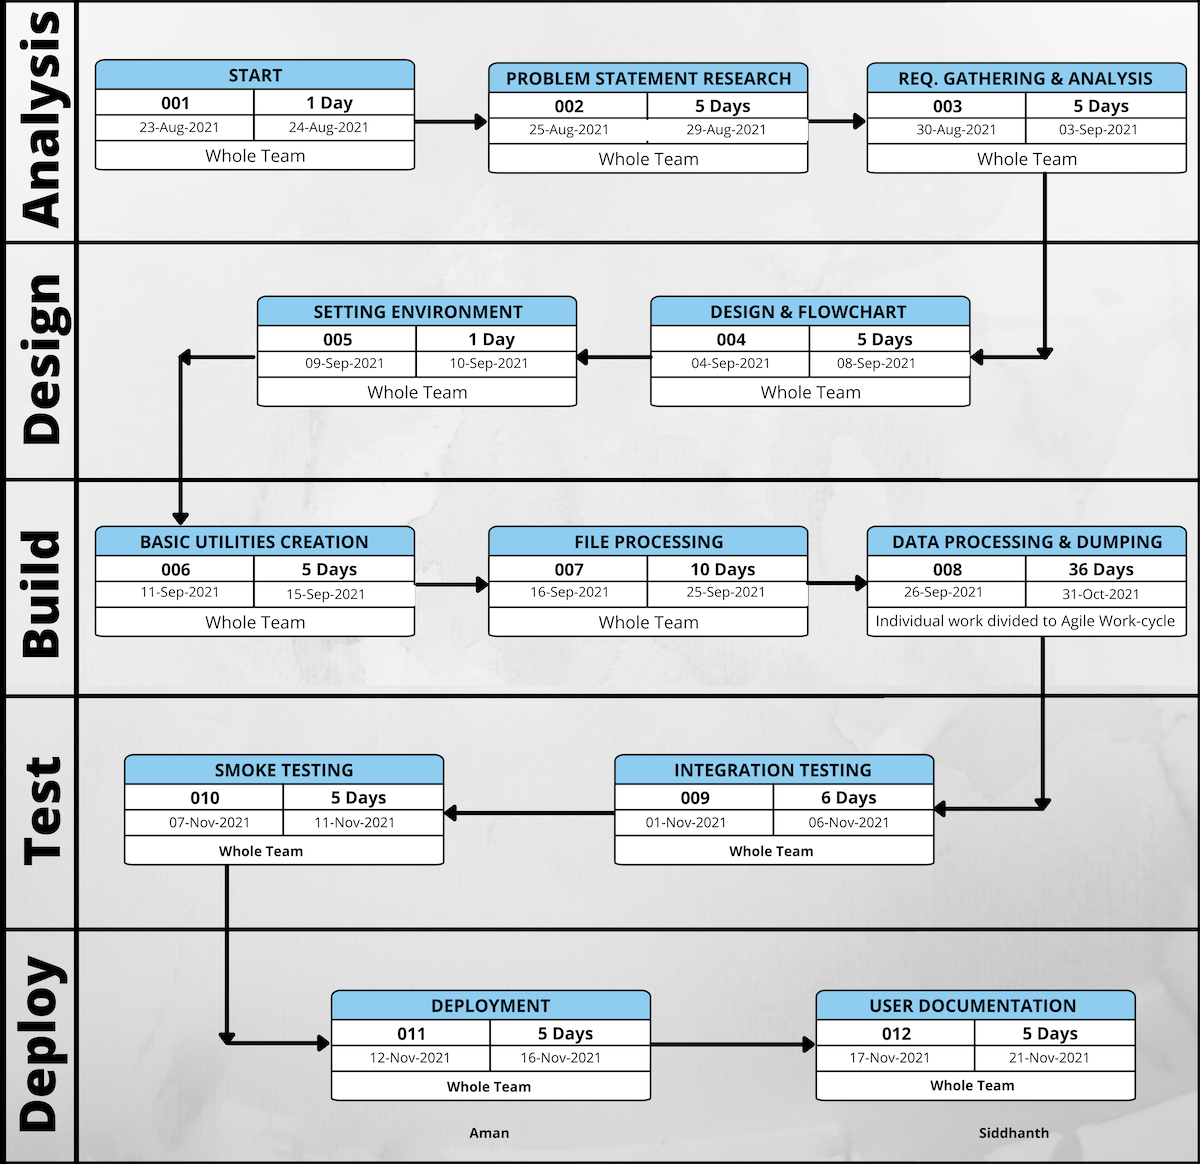 Analysis
START
001 1 Day
23-Aug-2021 24-Aug-2021
Whole Team
PROBLEM STATEMENT RESEARCH
002 5 Days
25-Aug-2021 29-Aug-2021
Whole Team
REQ. GATHERING & ANALYSIS
003 5 Days
30-Aug-2021 03-Sep-2021
Whole Team
Design
SETTING ENVIRONMENT
005 1 Day
09-Sep-2021 10-Sep-2021
Whole Team
DESIGN & FLOWCHART
004 5 Days
04-Sep-2021 08-Sep-2021
Whole Team
Build
BASIC UTILITIES CREATION
006 5 Days
11-Sep-2021 15-Sep-2021
Whole Team
FILE PROCESSING
007 10 Days
16-Sep-2021 25-Sep-2021
Whole Team
DATA PROCESSING & DUMPING
008 36 Days
26-Sep-2021 31-Oct-2021
Individual work divided to Agile Work-cycle
Test
SMOKE TESTING
010 5 Days
07-Nov-2021 11-Nov-2021
Whole Team
INTEGRATION TESTING
009 6 Days
01-Nov-2021 06-Nov-2021
Whole Team
Deploy
DEPLOYMENT
011 5 Days
12-Nov-2021 16-Nov-2021
Whole Team
Aman
USER DOCUMENTATION
012 5 Days
17-Nov-2021 21-Nov-2021
Whole Team
Siddhanth